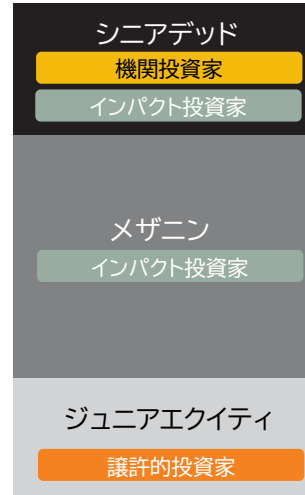 シニアデッド
機関投資家
インパクト投資家
メザニン
インパクト投資家
ジュニアエクイティ
譲許的投資家